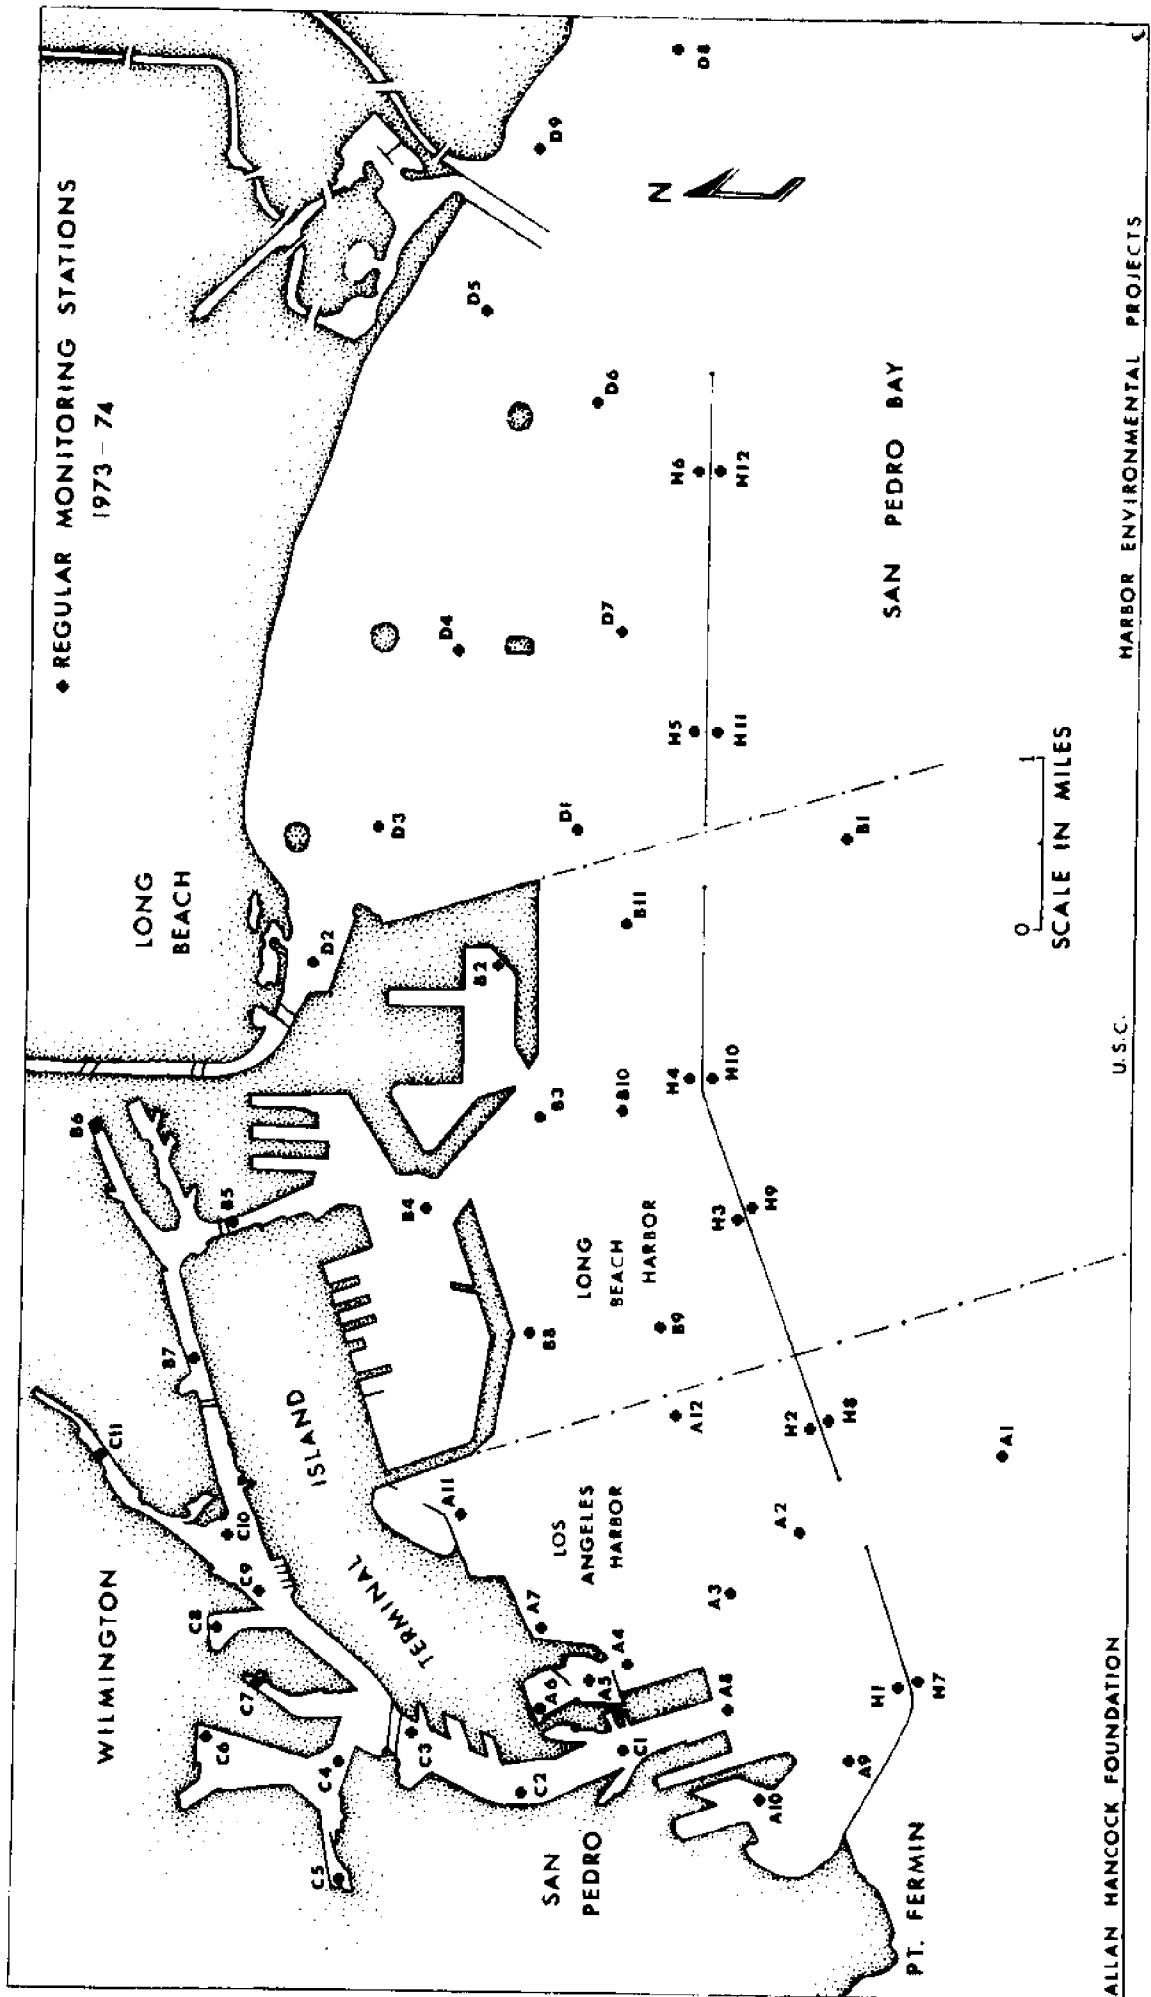 ◆ REGULAR MONITORING STATIONS
1973–74
WILMINGTON
LONG
BEACH
C11
B6
C6
C8
B7
C7
C9
C10
B5
C5
C4
C3
TERMINAL
ISLAND
D2
D3
B4
D4
A11
D5
B2
C2
A6
A7
B8
B3
D9
SAN
PEDRO
LOS
ANGELES
HARBOR
LONG
BEACH
HARBOR
D1
A5
A4
C1
B10
B11
D7
D6
N
A12
B9
H4
H5
H6
D8
A8
A3
H3
H10
H11
H12
A10
A2
H2
H9
A9
H8
B1
H1
H7
SAN PEDRO BAY
PT. FERMIN
A1
0 1
SCALE IN MILES
ALLAN HANCOCK FOUNDATION
U.S.C.
HARBOR ENVIRONMENTAL PROJECTS